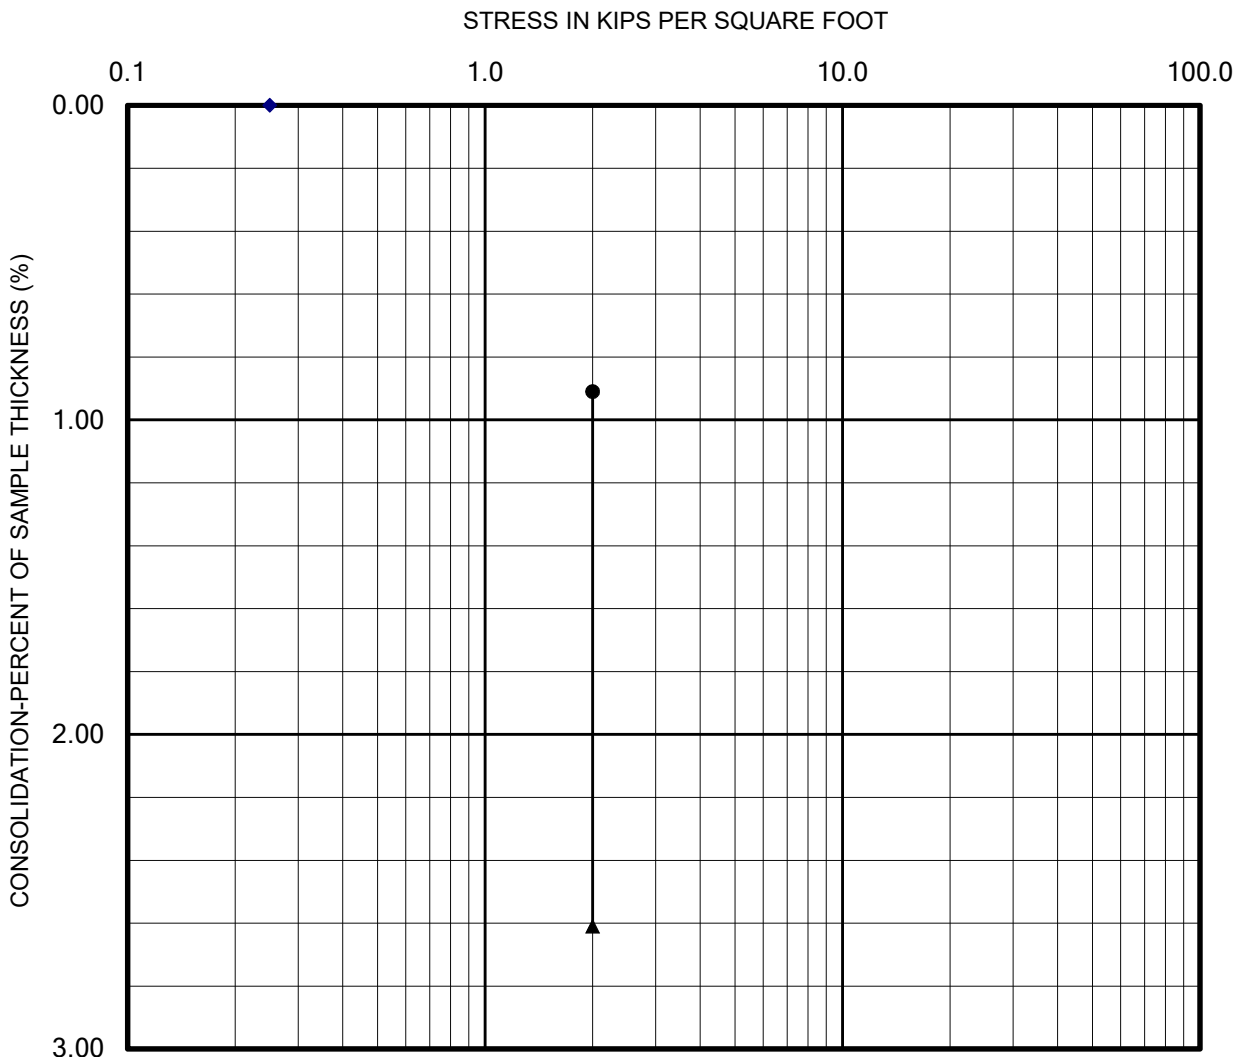 STRESS IN KIPS PER SQUARE FOOT
0.1 1.0 10.0 100.0
0.00
1.00
2.00
3.00
CONSOLIDATION-PERCENT OF SAMPLE THICKNESS (%)